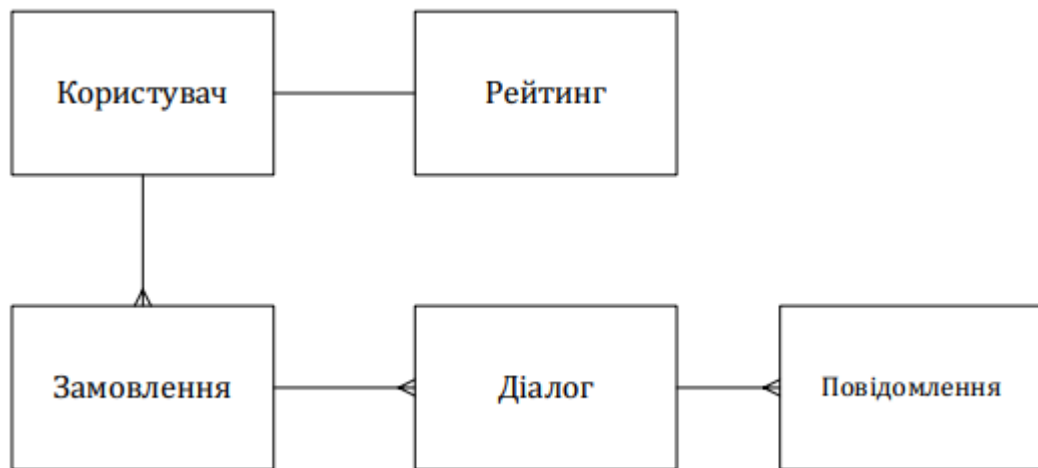 Користувач
Рейтинг
Замовлення
Діалог
Повідомлення